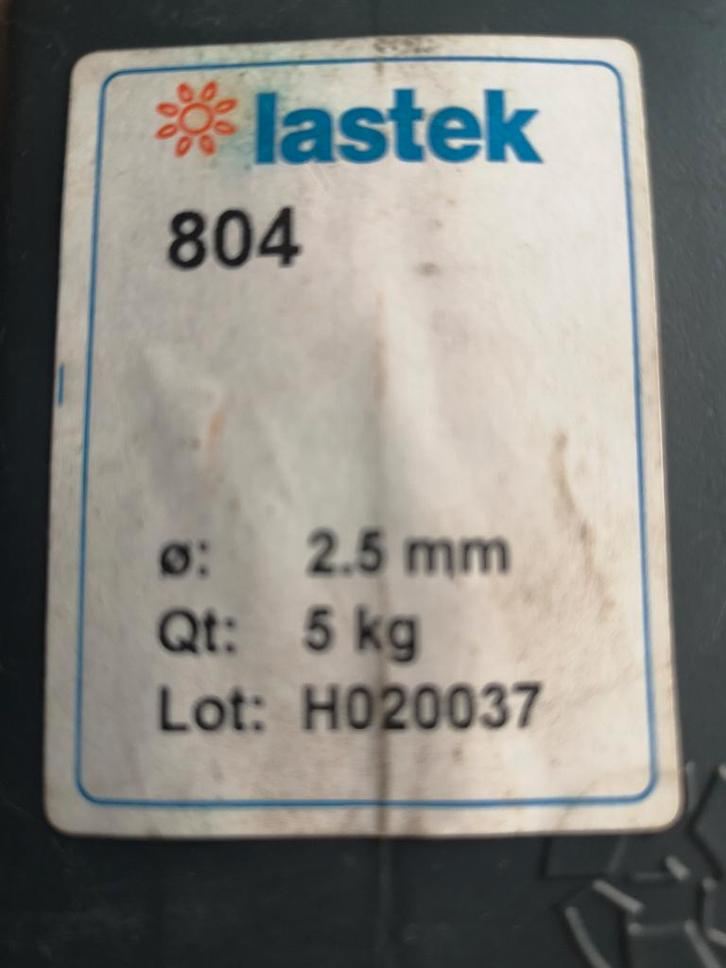 lastek
804
ø: 2.5 mm
Qt: 5 kg
Lot: H020037